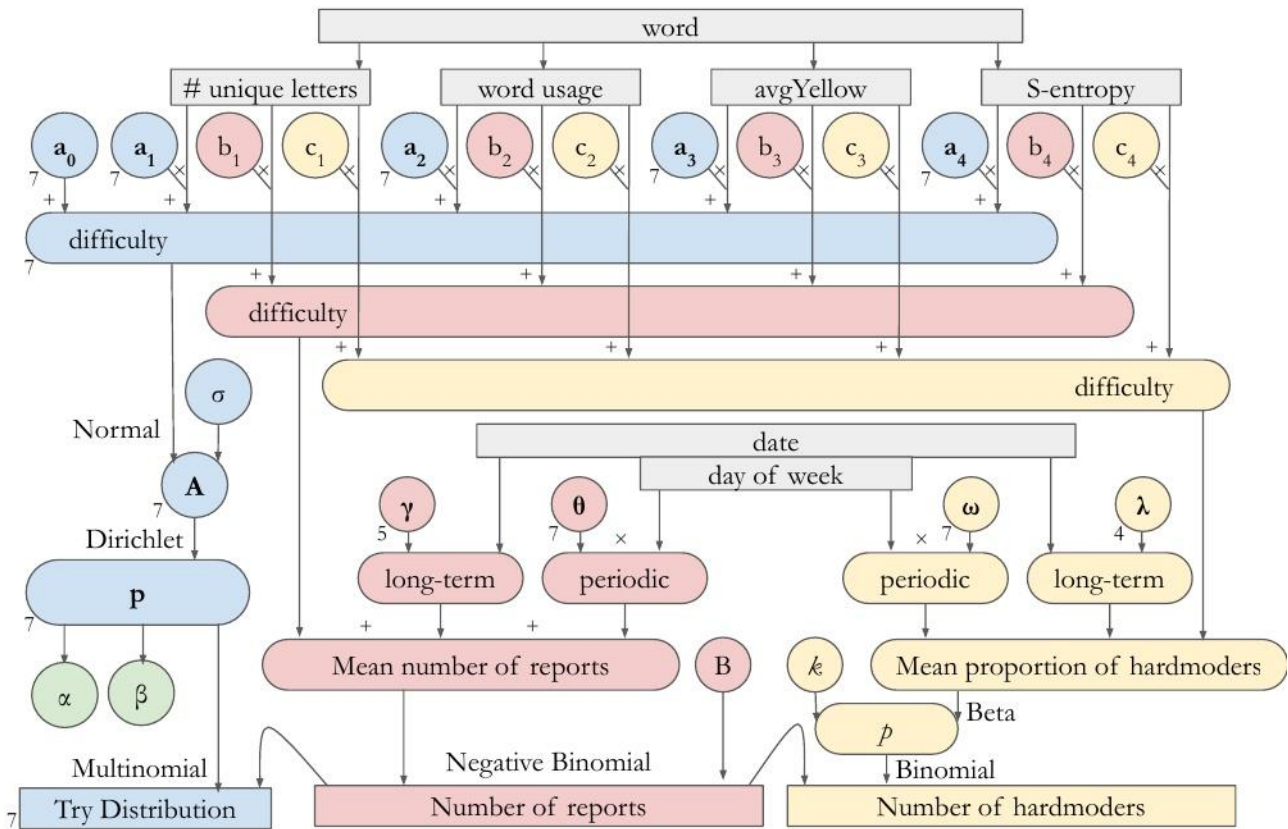 word
# unique letters word usage avgYellow S-entropy
a0 a1 b1 c1 a2 b2 c2 a3 b3 c3 a4 b4 c4
× × × × × × × × × × × ×
7 7 7 7 7
+ + + + +
difficulty
7
+ + + +
difficulty
+ + + +
difficulty
σ
Normal
date
day of week
A
7
γ θ ω λ
5 7 × × 7 4
Dirichlet
long-term periodic periodic long-term
p
7
+ +
Mean number of reports B k Mean proportion of hardmoders
α β
Beta
p
Multinomial Negative Binomial Binomial
Try Distribution Number of reports Number of hardmoders
7